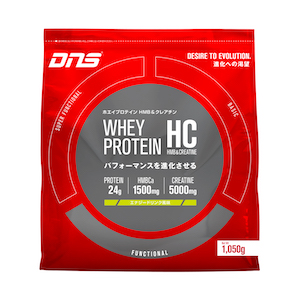 DNS
DESIRE TO EVOLUTION.
進化への渇望
SUPER FUNCTIONAL
BASIC
ホエイプロテイン HMB&クレアチン
WHEY
PROTEIN
HC
HMB&CREATINE
パフォーマンスを進化させる
PROTEIN
24g
HMBCa
1500mg
CREATINE
5000mg
1,050g
FUNCTIONAL